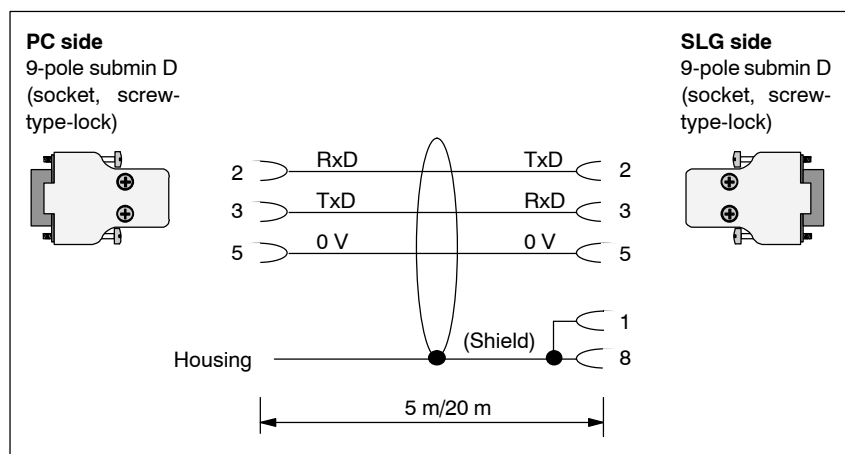 PC side
9-pole submin D
(socket, screw-
type-lock)
SLG side
9-pole submin D
(socket, screw-
type-lock)
2 RxD TxD 2
3 TxD RxD 3
5 0 V 0 V 5
1
Housing (Shield) 8
5 m/20 m